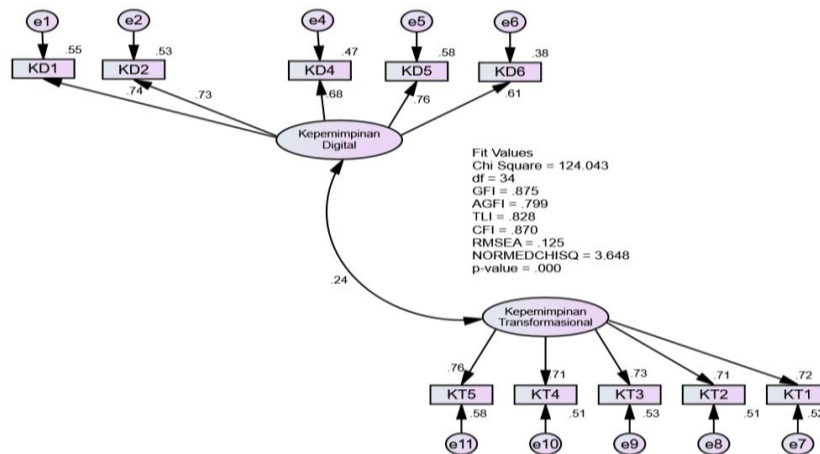 e1
e2
e4
e5
e6
.55
.53
.47
.58
.38
KD1
KD2
KD4
KD5
KD6
.74
.73
.68
.76
.61
Kepemimpinan
Digital
Fit Values
Chi Square = 124.043
df = 34
GFI = .875
AGFI = .799
TLI = .828
CFI = .870
RMSEA = .125
NORMEDCHISQ = 3.648
p-value = .000
.24
Kepemimpinan
Transformasional
.76
.71
.73
.71
.72
KT5
KT4
KT3
KT2
KT1
.58
.51
.53
.51
.52
e11
e10
e9
e8
e7